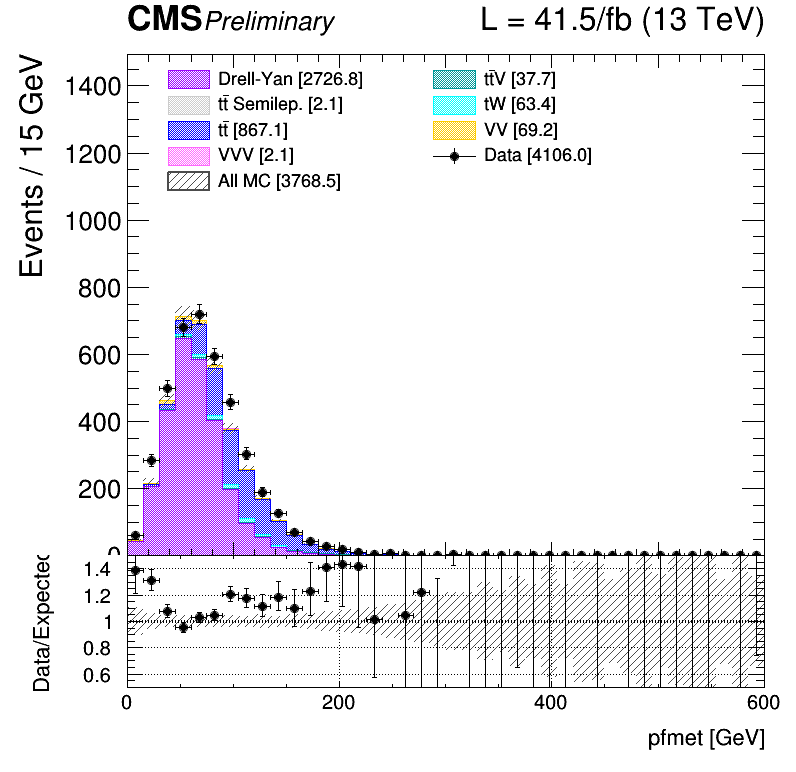 CMS Preliminary L = 41.5/fb (13 TeV)
Events / 15 GeV
1400
1200
1000
800
600
400
200
0
Drell-Yan [2726.8]
tt̄ Semilep. [2.1]
tt̄ [867.1]
VVV [2.1]
All MC [3768.5]
tt̄V [37.7]
tW [63.4]
VV [69.2]
Data [4106.0]
Data/Expected
1.4
1.2
1
0.8
0.6
0 200 400 600
pfmet [GeV]